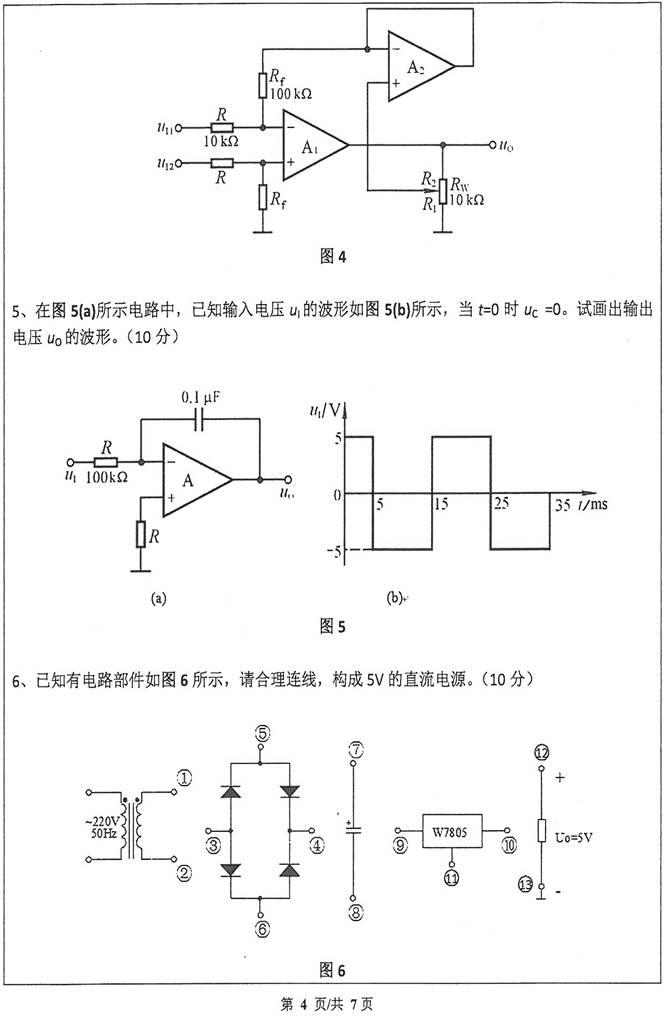 A₂
R_f
100 kΩ
R
u_I1
10 kΩ
A₁
u_O
u_I2
R
R_f
R₂
R_W
R₁
10 kΩ
图 4
5、在图 5(a)所示电路中，已知输入电压 u_I 的波形如图 5(b)所示，当 t=0 时 u_C =0。试画出输出
电压 u_O 的波形。（10 分）
0.1 μF
R
u_I
100kΩ
A
R
(a)
u_I/V
5
0
5
15
25
35
t/ms
−5
(b)
图 5
6、已知有电路部件如图 6 所示，请合理连线，构成 5V 的直流电源。（10 分）
①
~220V
50Hz
②
⑤
③
④
⑥
⑦
+
⑧
W7805
⑨
⑩
⑪
⑫
+
Uo=5V
⑬
-
图 6
第 4 页/共 7 页